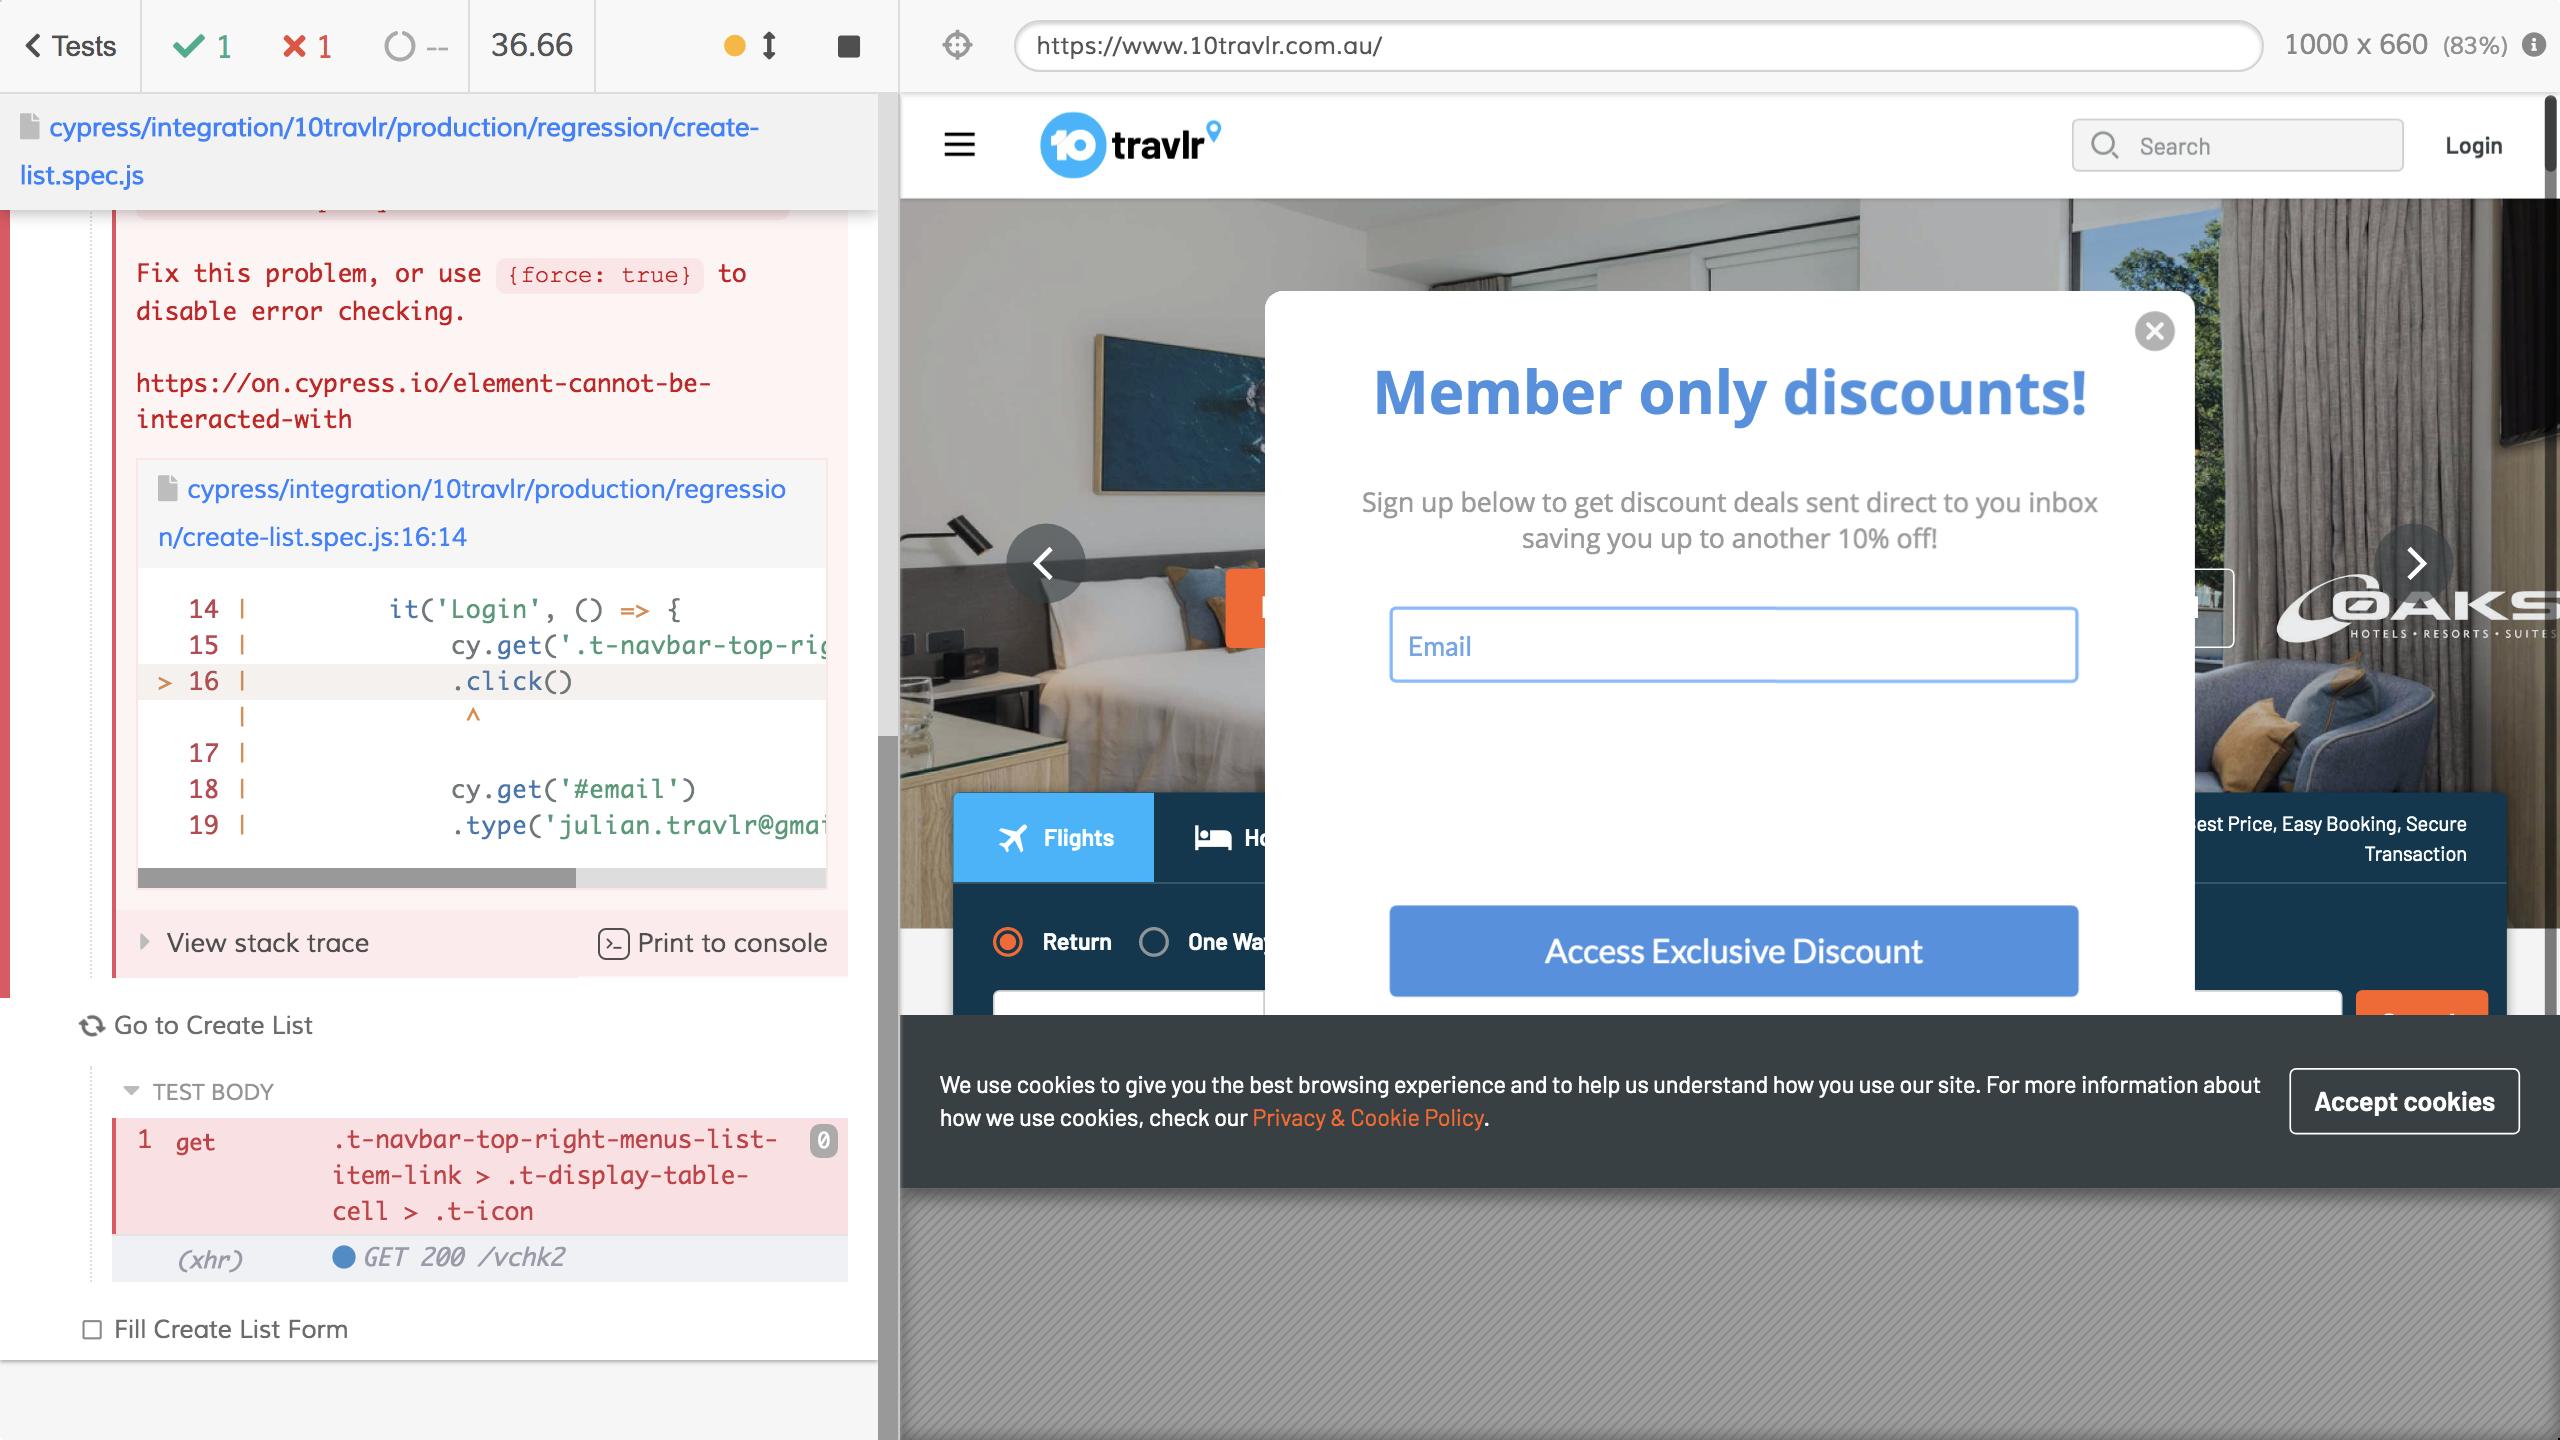 Tests
1
1
--
36.66
https://www.10travlr.com.au/
1000 x 660 (83%)
cypress/integration/10travlr/production/regression/create-
list.spec.js
Fix this problem, or use {force: true} to
disable error checking.
https://on.cypress.io/element-cannot-be-
interacted-with
cypress/integration/10travlr/production/regressio
n/create-list.spec.js:16:14
14 | it('Login', () => {
15 | cy.get('.t-navbar-top-rig
> 16 | .click()
| ^
17 |
18 | cy.get('#email')
19 | .type('julian.travlr@gmai
View stack trace
Print to console
Go to Create List
TEST BODY
1 get .t-navbar-top-right-menus-list-
item-link > .t-display-table-
cell > .t-icon
0
(xhr) GET 200 /vchk2
Fill Create List Form
10 travlr
Search
Login
Member only discounts!
Sign up below to get discount deals sent direct to you inbox
saving you up to another 10% off!
Email
Access Exclusive Discount
OAKS
HOTELS • RESORTS • SUITES
Flights
Best Price, Easy Booking, Secure
Transaction
Return
One Way
We use cookies to give you the best browsing experience and to help us understand how you use our site. For more information about
how we use cookies, check our Privacy & Cookie Policy.
Accept cookies